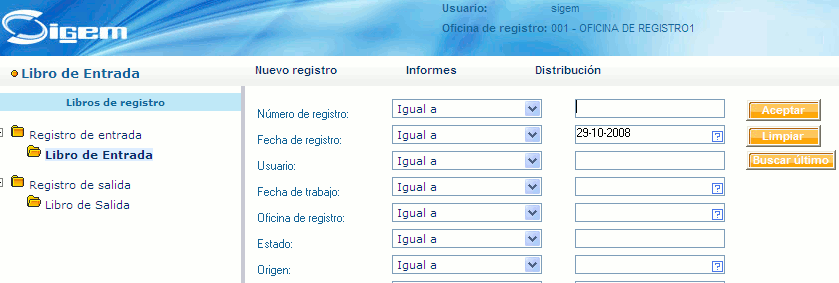 Sigem
Usuario: sigem
Oficina de registro: 001 - OFICINA DE REGISTRO1
Libro de Entrada
Nuevo registro Informes Distribución
Libros de registro
Registro de entrada
Libro de Entrada
Registro de salida
Libro de Salida
Número de registro: Igual a
Fecha de registro: Igual a 29-10-2008 ?
Usuario: Igual a
Fecha de trabajo: Igual a ?
Oficina de registro: Igual a ?
Estado: Igual a
Origen: Igual a ?
Aceptar
Limpiar
Buscar último